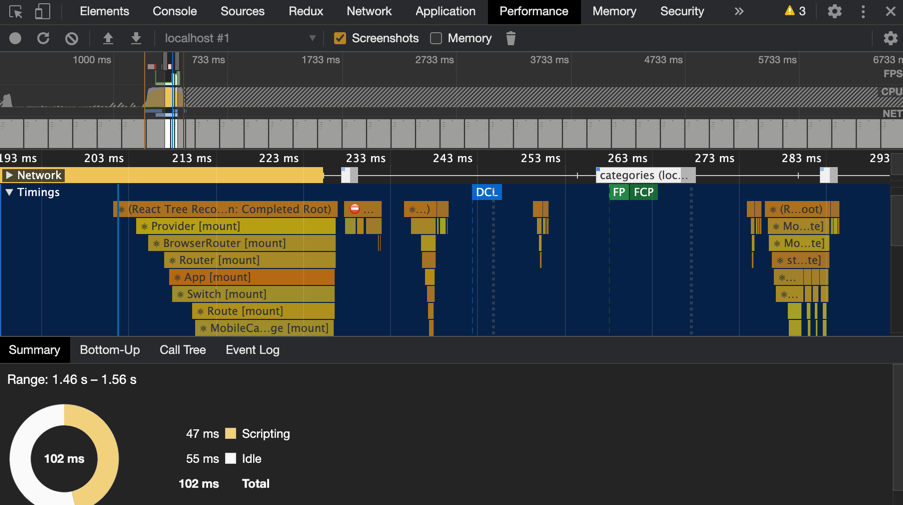 Elements Console Sources Redux Network Application Performance Memory Security » 3
localhost #1 Screenshots Memory
1000 ms 733 ms 1733 ms 2733 ms 3733 ms 4733 ms 5733 ms 6733 m
FPS
CPU
NET
193 ms 203 ms 213 ms 223 ms 233 ms 243 ms 253 ms 263 ms 273 ms 283 ms 293
Network categories (loc...
Timings DCL FP FCP
(React Tree Reco...n: Completed Root) ... ...) (R...oot)
Provider [mount] Mo...te]
BrowserRouter [mount] Mo...te]
Router [mount] st...te]
App [mount] ...
Switch [mount] ...
Route [mount]
MobileCa...ge [mount]
Summary Bottom-Up Call Tree Event Log
Range: 1.46 s – 1.56 s
47 ms Scripting
102 ms 55 ms Idle
102 ms Total